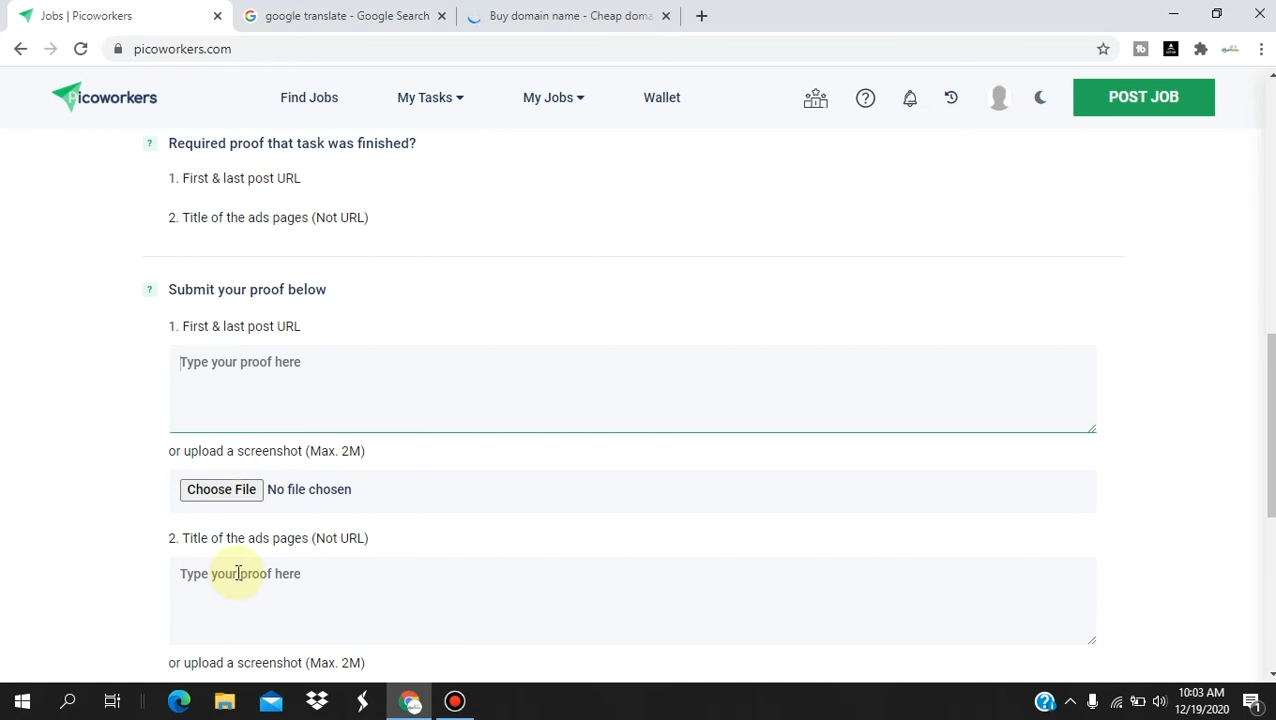 Jobs | Picoworkers
google translate - Google Search
Buy domain name - Cheap doma
picoworkers.com
Picoworkers
Find Jobs
My Tasks
My Jobs
Wallet
POST JOB
? Required proof that task was finished?
1. First & last post URL
2. Title of the ads pages (Not URL)
? Submit your proof below
1. First & last post URL
Type your proof here
or upload a screenshot (Max. 2M)
Choose File No file chosen
2. Title of the ads pages (Not URL)
Type your proof here
or upload a screenshot (Max. 2M)
10:03 AM
12/19/2020